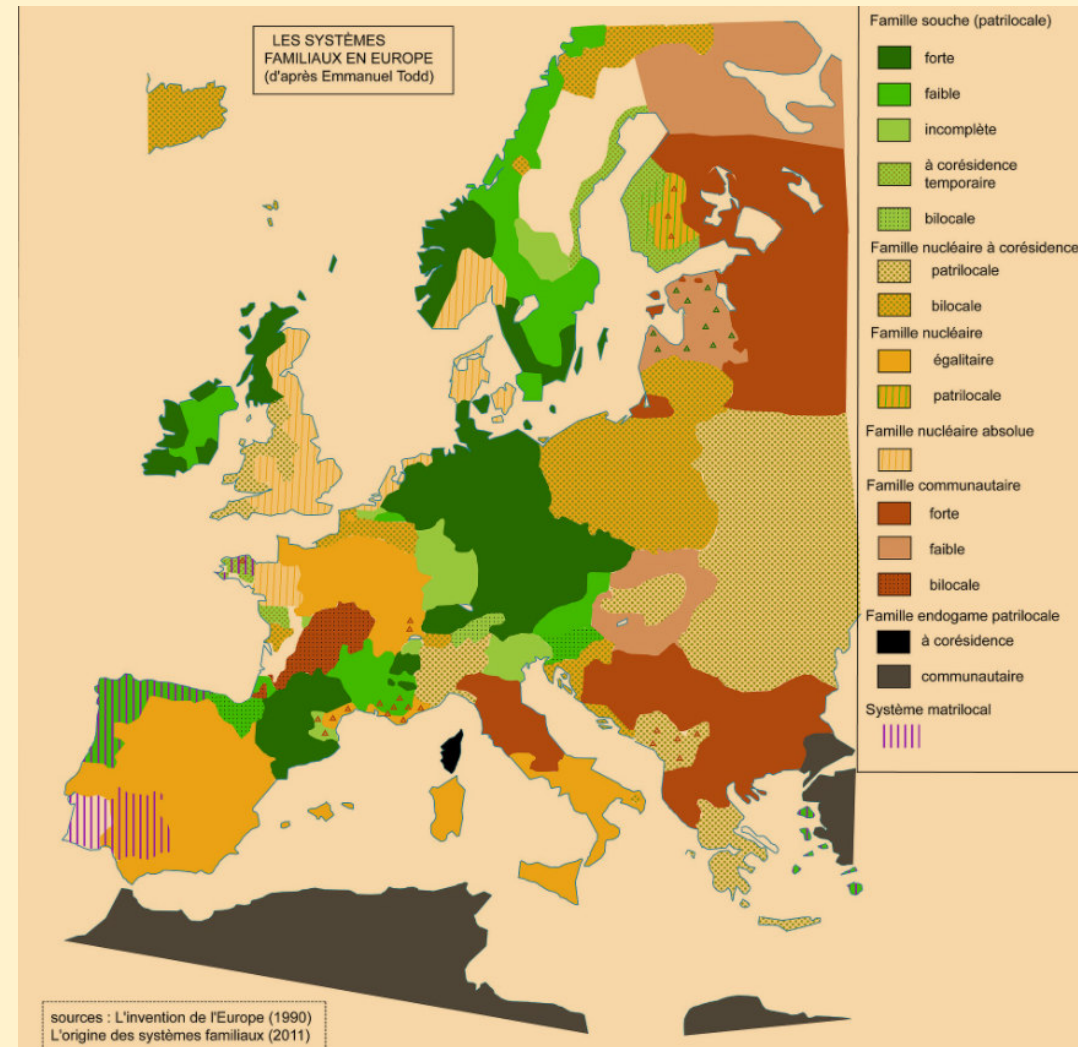 LES SYSTÈMES
FAMILIAUX EN EUROPE
(d'après Emmanuel Todd)
Famille souche (patrilocale)
forte
faible
incomplète
à corésidence
temporaire
bilocale
Famille nucléaire à corésidence
patrilocale
bilocale
Famille nucléaire
égalitaire
patrilocale
Famille nucléaire absolue
Famille communautaire
forte
faible
bilocale
Famille endogame patrilocale
à corésidence
communautaire
Système matrilocal
sources : L'invention de l'Europe (1990)
L'origine des systèmes familiaux (2011)